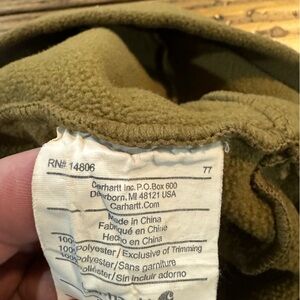 RN# 14806 77
Carhartt Inc. P.O.Box 600
Dearborn. MI 48121 USA
Carhartt.Com
Made in China
Fabriqué en Chine
Hecho en China
100% Polyester/Exclusive of Trimming
100% Polyester/Sans garniture
100% Poliéster/Sin incluir adorno